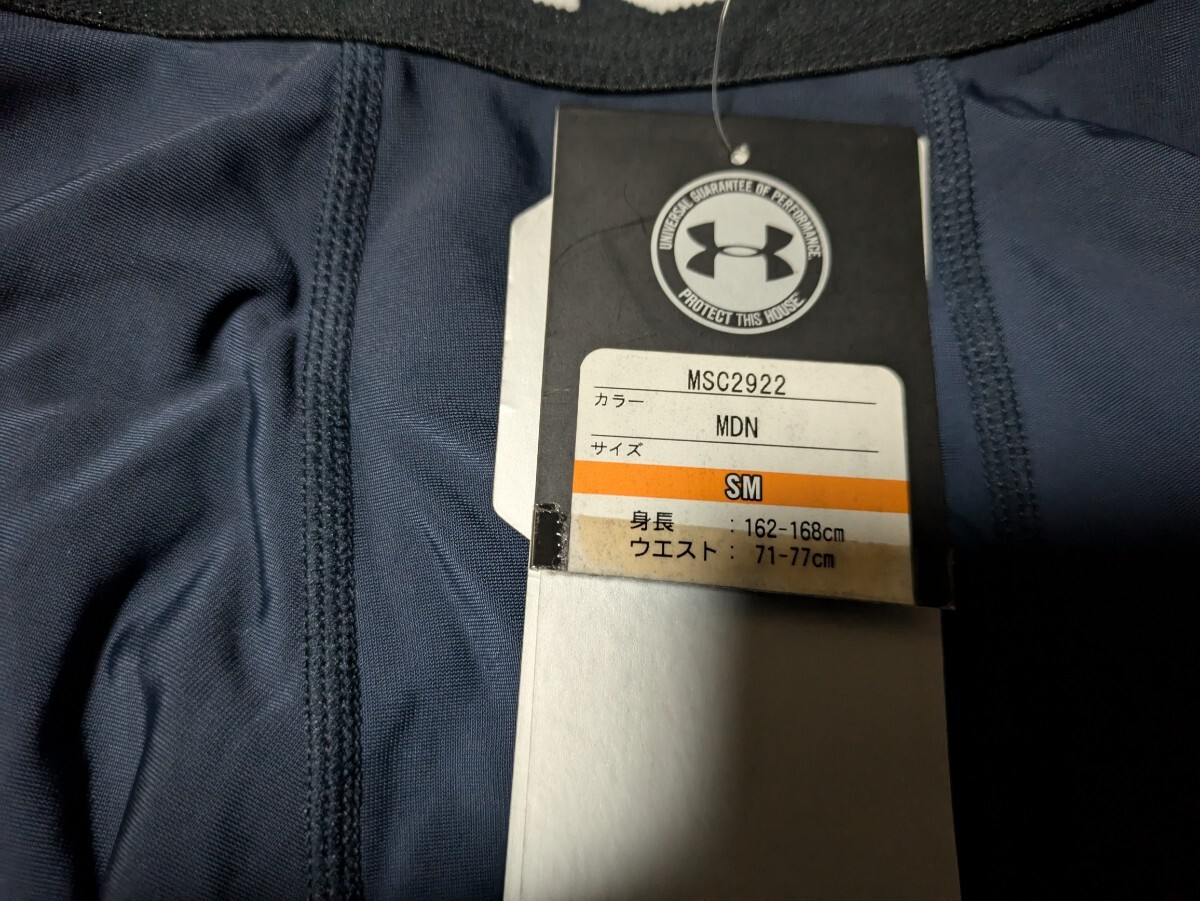 UNIVERSAL GUARANTEE OF PERFORMANCE.
PROTECT THIS HOUSE
MSC2922
カラー
MDN
サイズ
SM
身長 : 162-168cm
ウエスト : 71-77cm